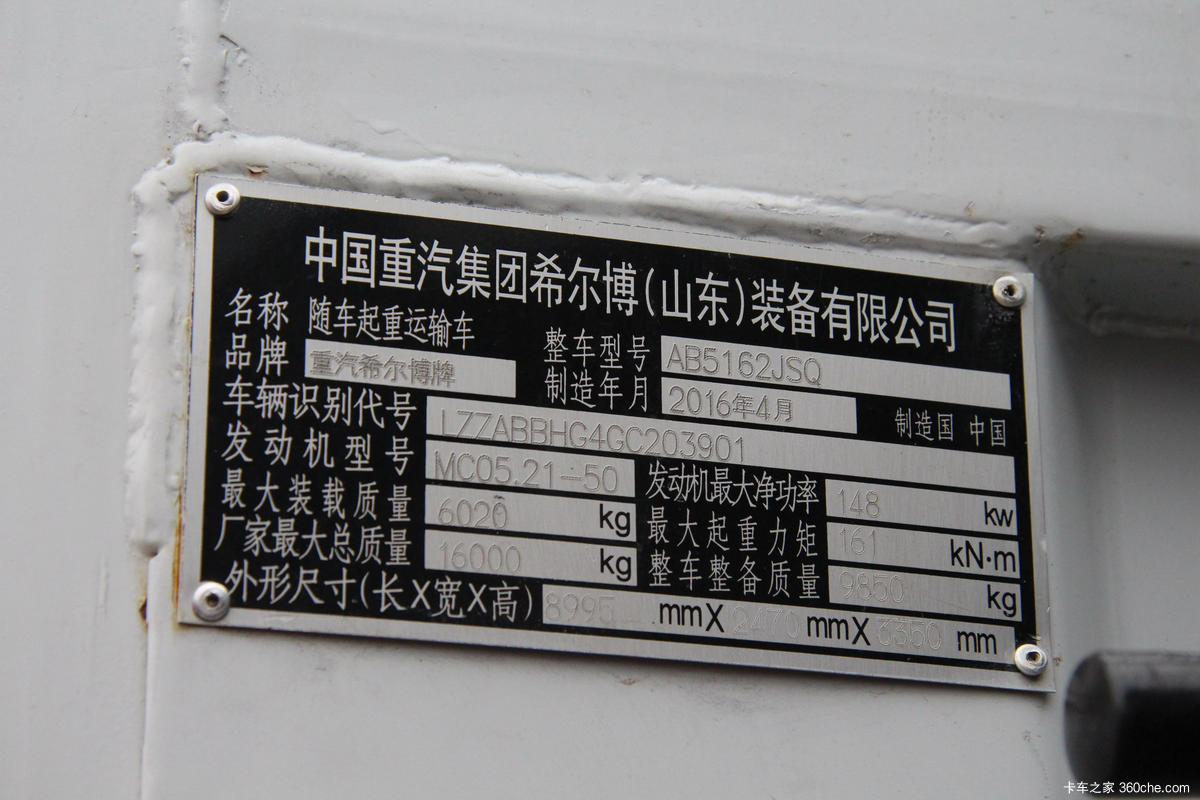 中国重汽集团希尔博(山东)装备有限公司
名称 随车起重运输车 整车型号 AB5162JSQ
品牌 重汽希尔博牌 制造年月 2016年4月 制造国 中国
车辆识别代号 LZZABBHG4GC203901
发动机型号 MC05.21-50 发动机最大净功率 148 kw
最大装载质量 6020 kg 最大起重力矩 161 kN·m
厂家最大总质量 16000 kg 整车整备质量 9850 kg
外形尺寸(长X宽X高) 8995 mmX 2470 mmX 3350 mm
卡车之家 360che.com